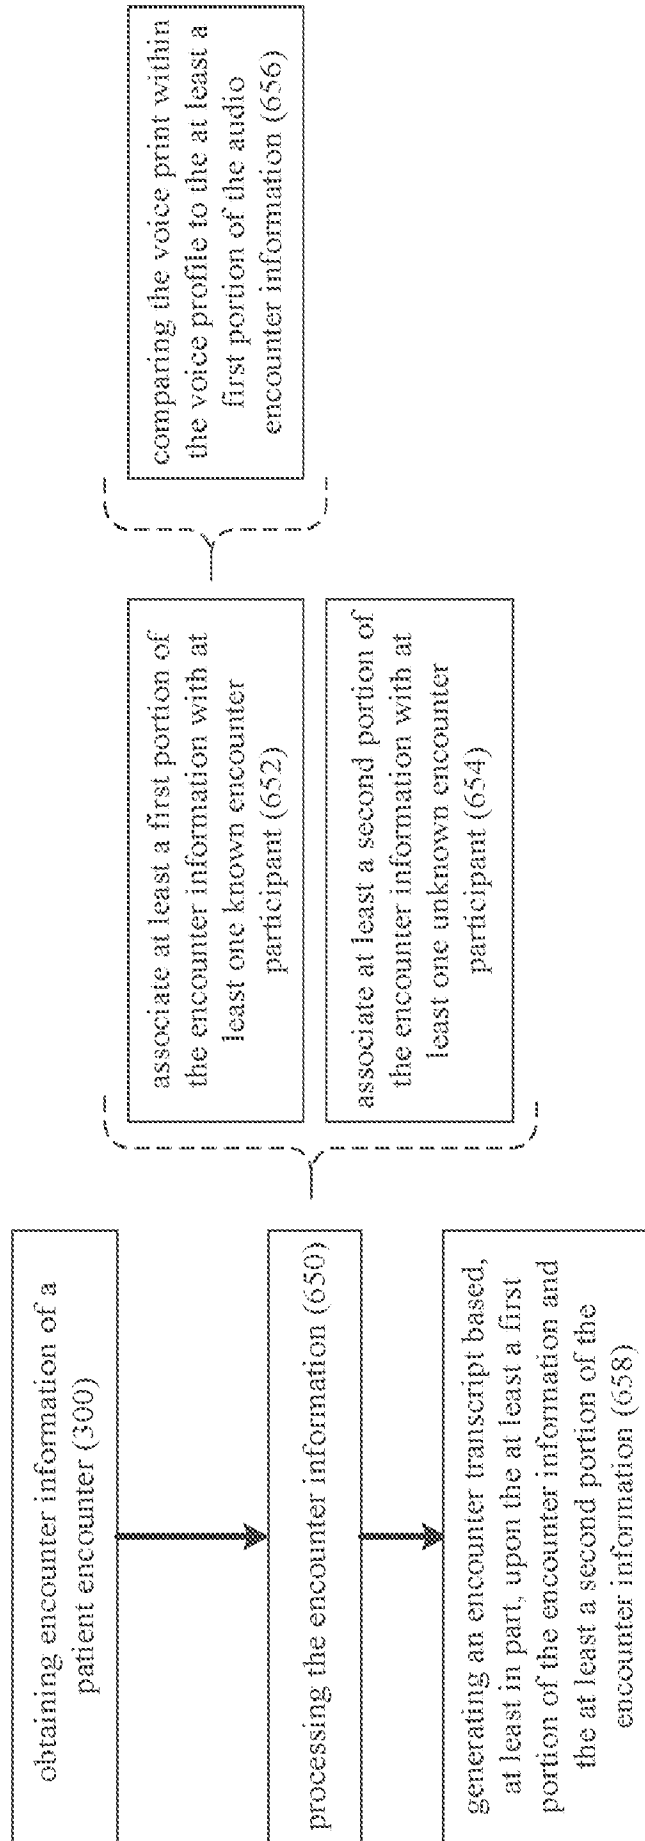 obtaining encounter information of a
patient encounter (300)
processing the encounter information (650)
generating an encounter transcript based,
at least in part, upon the at least a first
portion of the encounter information and
the at least a second portion of the
encounter information (658)
associate at least a first portion of
the encounter information with at
least one known encounter
participant (652)
associate at least a second portion of
the encounter information with at
least one unknown encounter
participant (654)
comparing the voice print within
the voice profile to the at least a
first portion of the audio
encounter information (656)